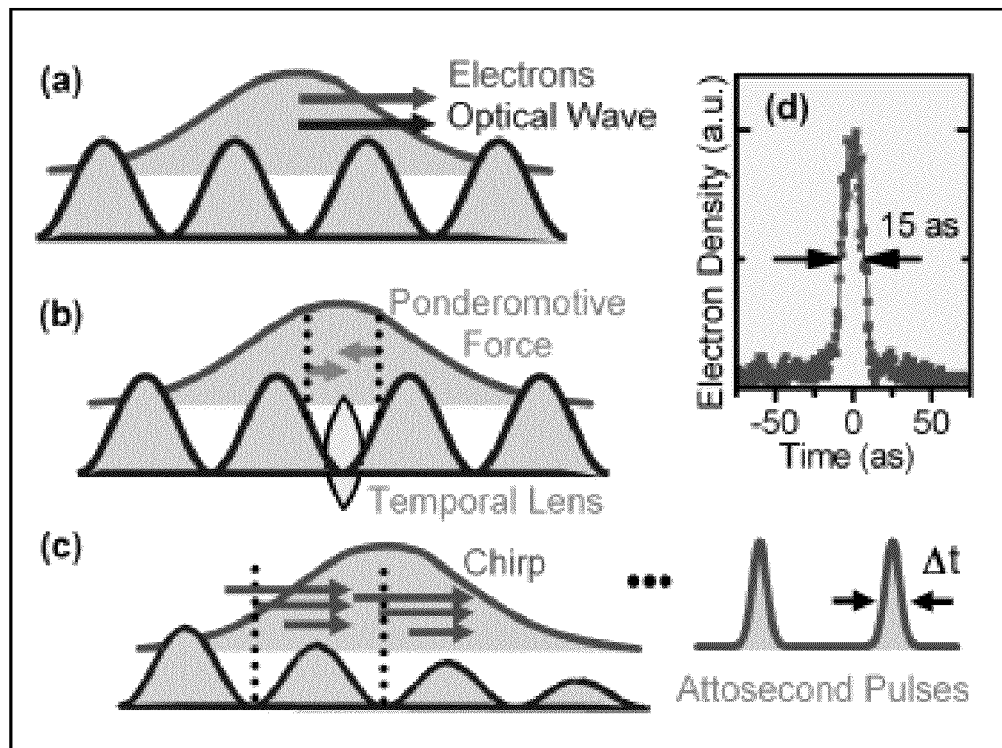 (a)
Electrons
Optical Wave
(b)
Ponderomotive
Force
Temporal Lens
(c)
Chirp
•••
Δt
Attosecond Pulses
(d)
Electron Density (a.u.)
15 as
-50 0 50
Time (as)